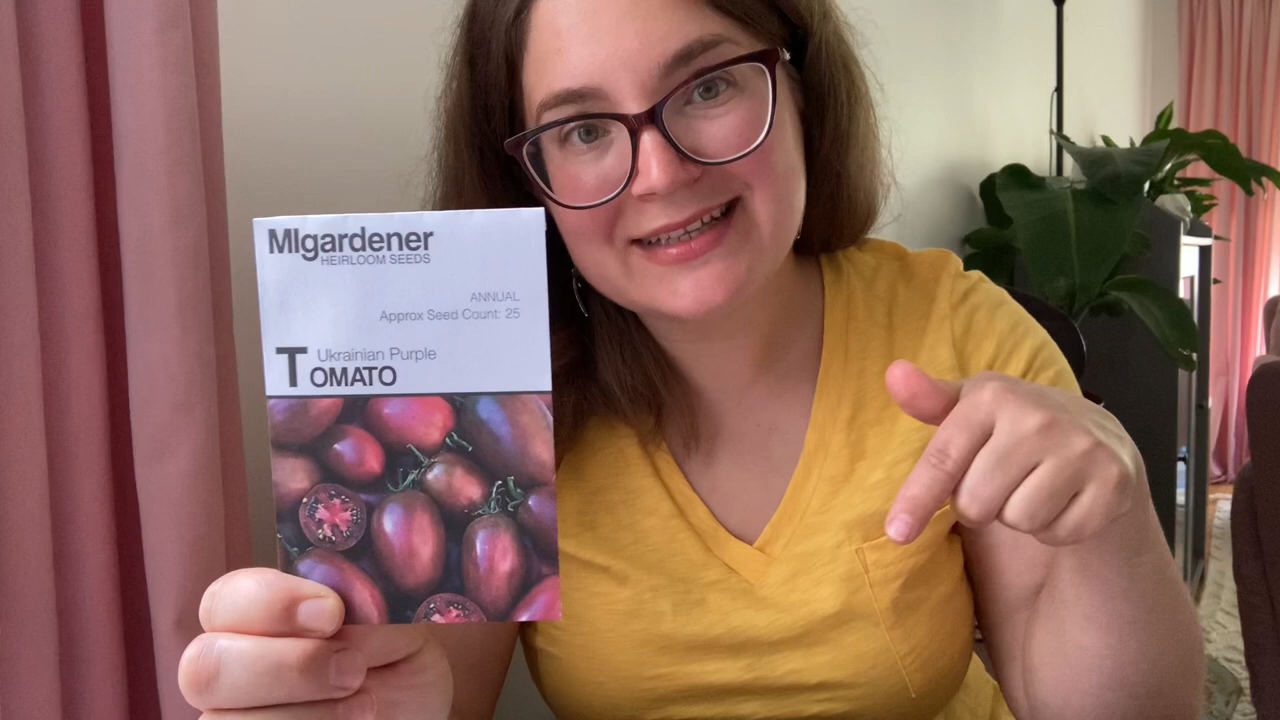 MIgardener
HEIRLOOM SEEDS
ANNUAL
Approx Seed Count: 25
Ukrainian Purple
TOMATO